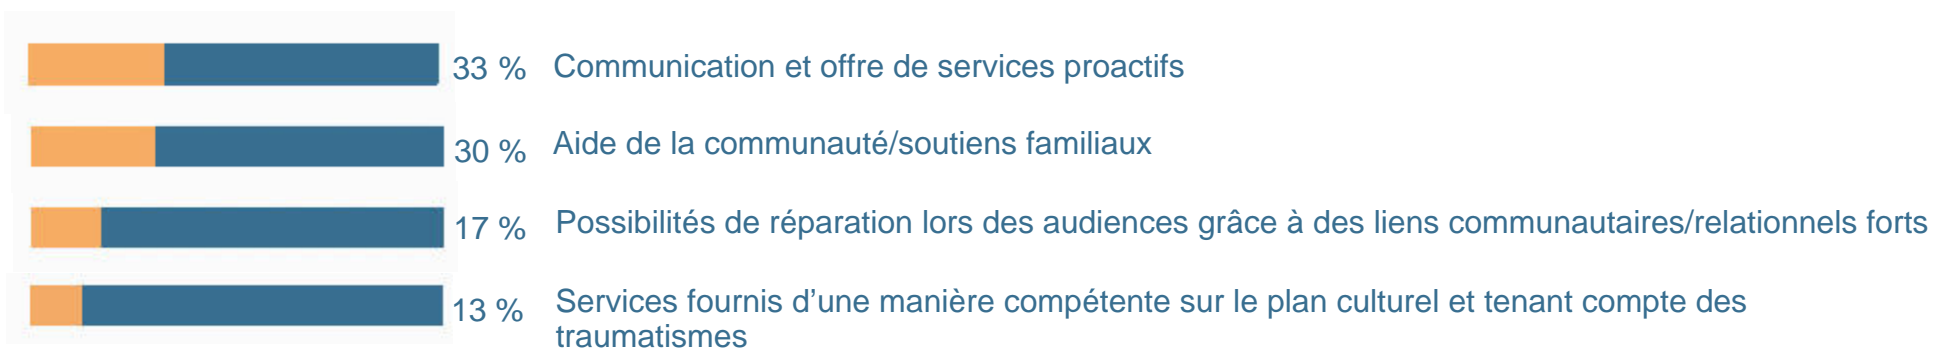 33 % Communication et offre de services proactifs
30 % Aide de la communauté/soutiens familiaux
17 % Possibilités de réparation lors des audiences grâce à des liens communautaires/relationnels forts
13 % Services fournis d’une manière compétente sur le plan culturel et tenant compte des
traumatismes